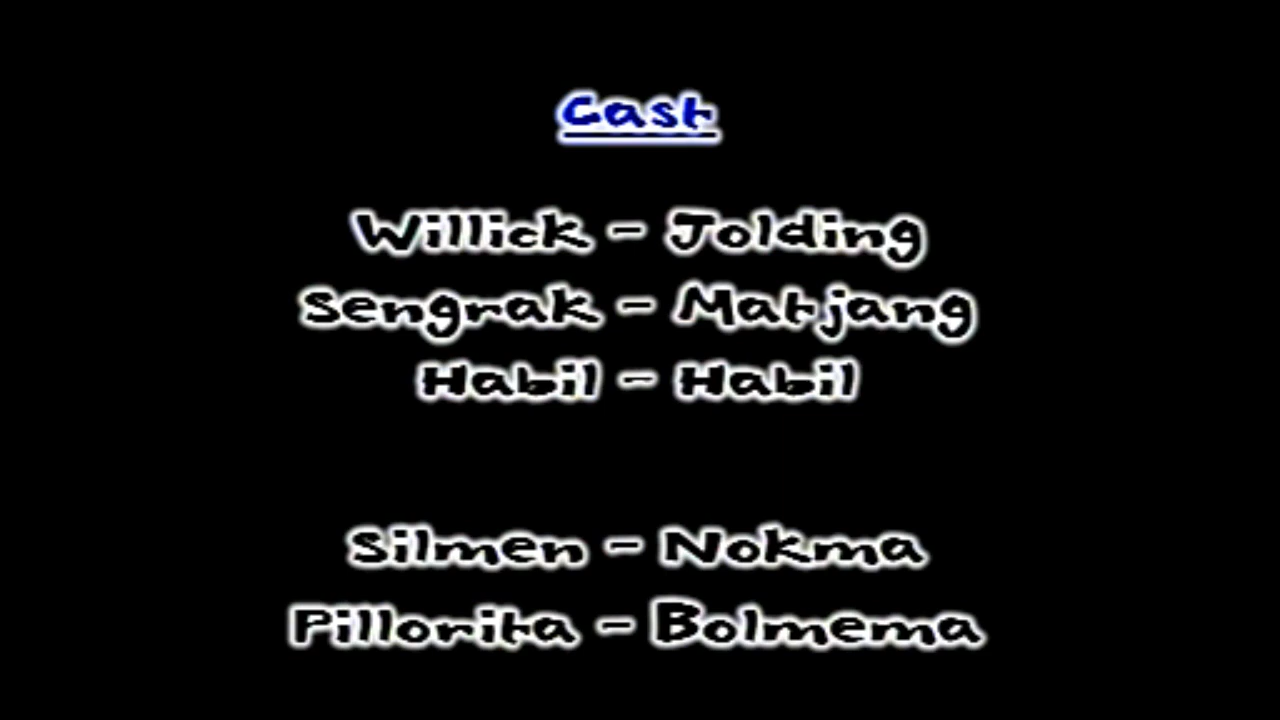 Cast
Willick - Jolding
Sengrak - Matjang
Habil - Habil
Silmen - Nokma
Pillorita - Bolmema